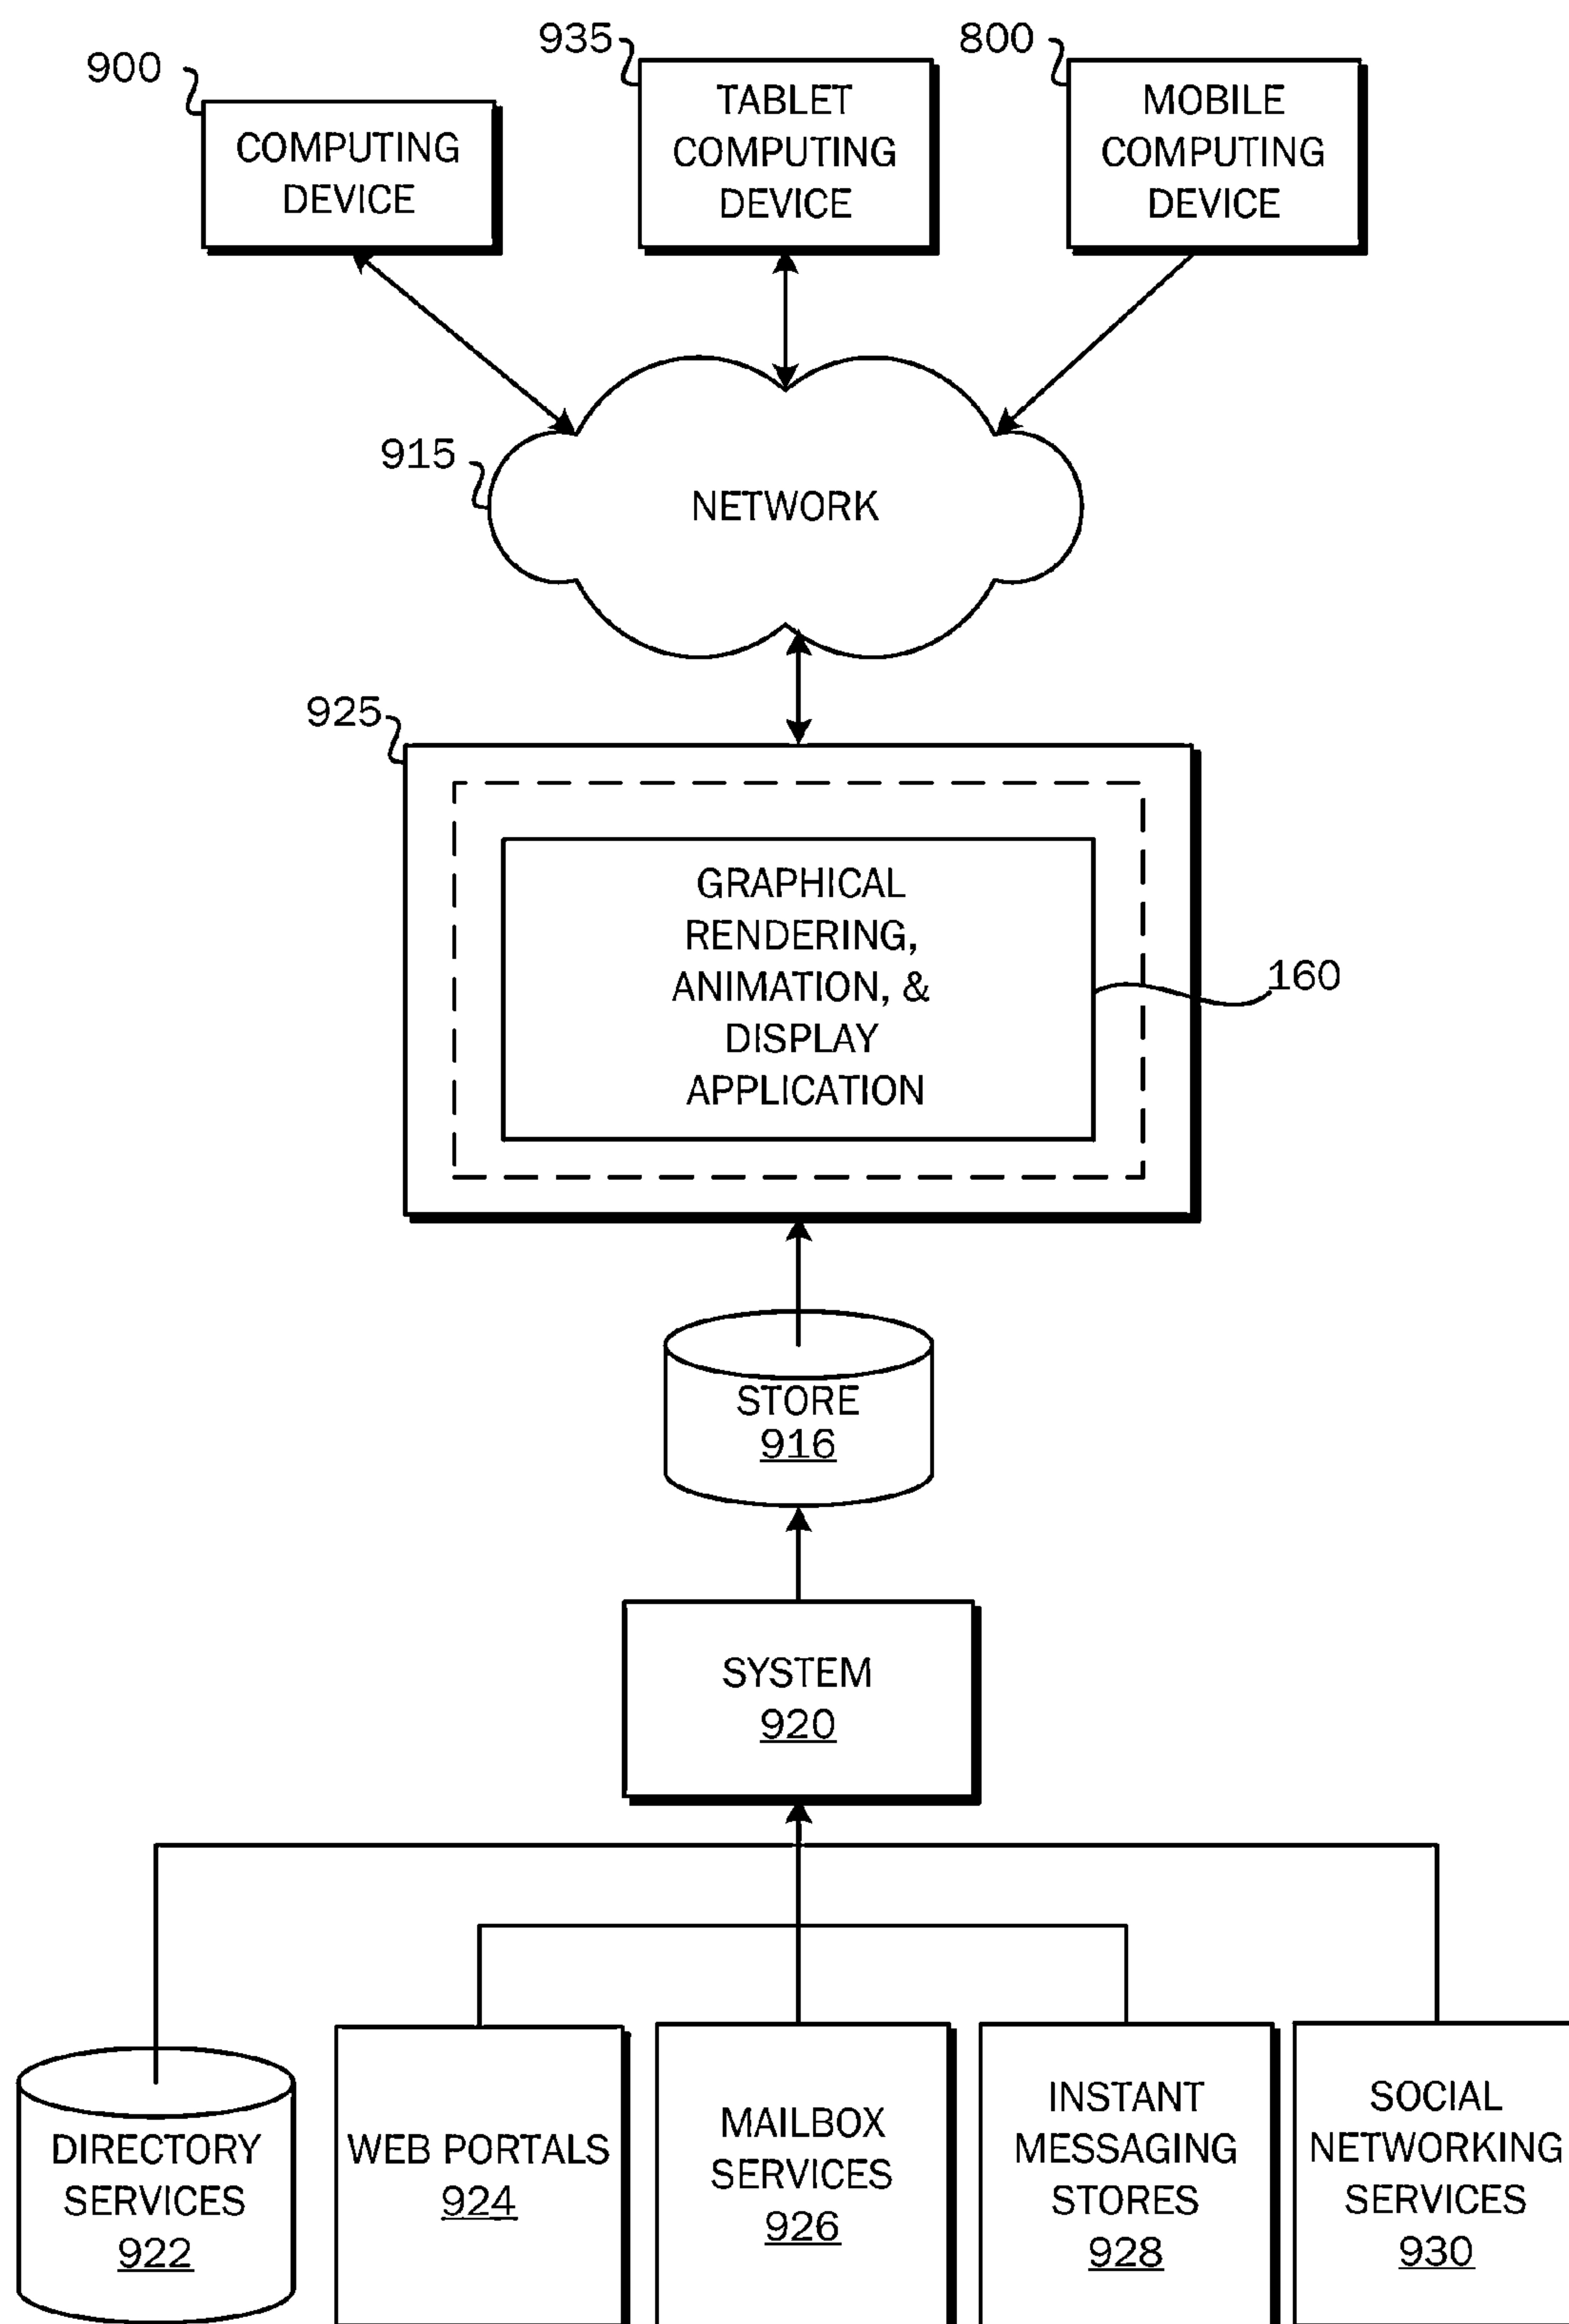 900
935
800
COMPUTING
DEVICE
TABLET
COMPUTING
DEVICE
MOBILE
COMPUTING
DEVICE
915
NETWORK
925
GRAPHICAL
RENDERING,
ANIMATION, &
DISPLAY
APPLICATION
160
STORE
916
SYSTEM
920
DIRECTORY
SERVICES
922
WEB PORTALS
924
MAILBOX
SERVICES
926
INSTANT
MESSAGING
STORES
928
SOCIAL
NETWORKING
SERVICES
930